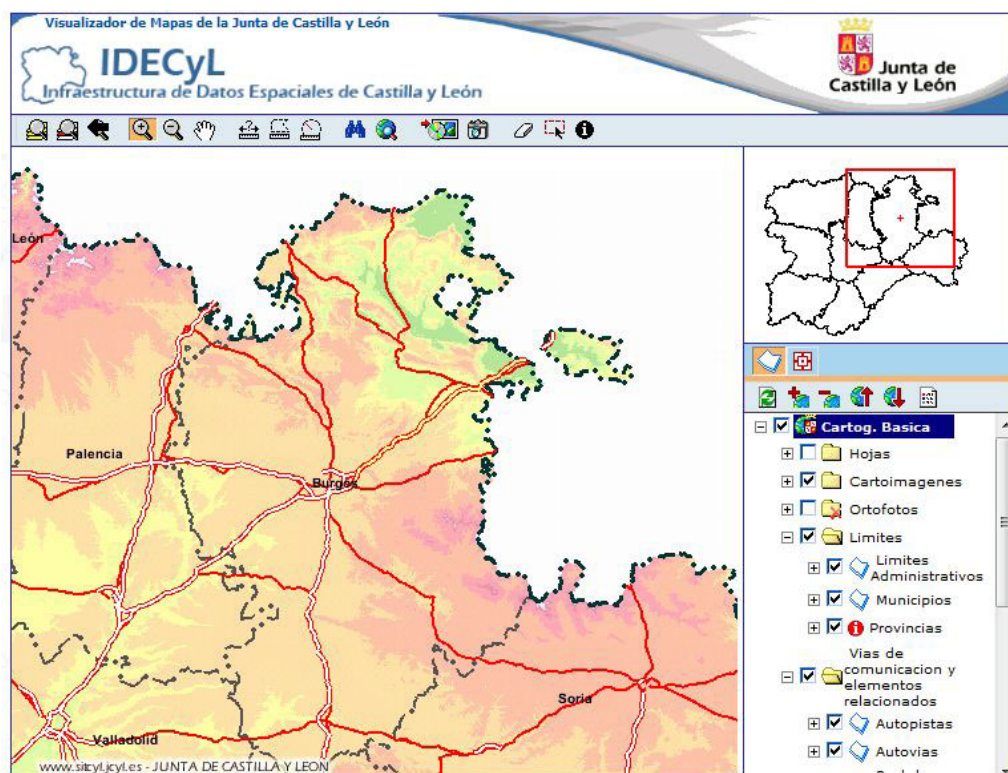 Visualizador de Mapas de la Junta de Castilla y León
IDECyL
Infraestructura de Datos Espaciales de Castilla y León
Junta de
Castilla y León
León
Palencia
Burgos
Soria
Valladolid
www.sitcyl.jcyl.es - JUNTA DE CASTILLA Y LEON
Cartog. Basica
Hojas
Cartoimagenes
Ortofotos
Limites
Limites
Administrativos
Municipios
Provincias
Vias de
comunicacion y
elementos
relacionados
Autopistas
Autovias